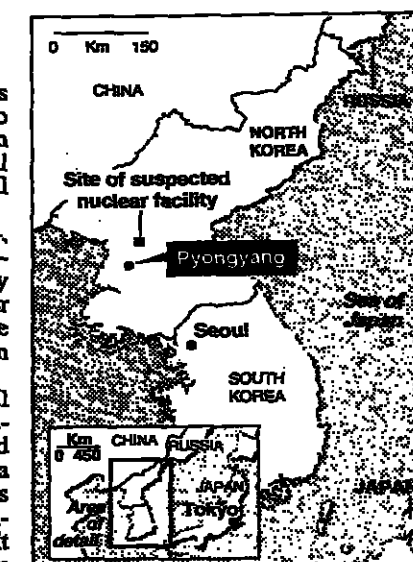 0 Km 150
CHINA
RUSSIA
NORTH
KOREA
Site of suspected
nuclear facility
Pyongyang
Sea of
Japan
Seoul
SOUTH
KOREA
JAPAN
Km
0 450
CHINA
RUSSIA
JAPAN
Tokyo
Area
of
detail